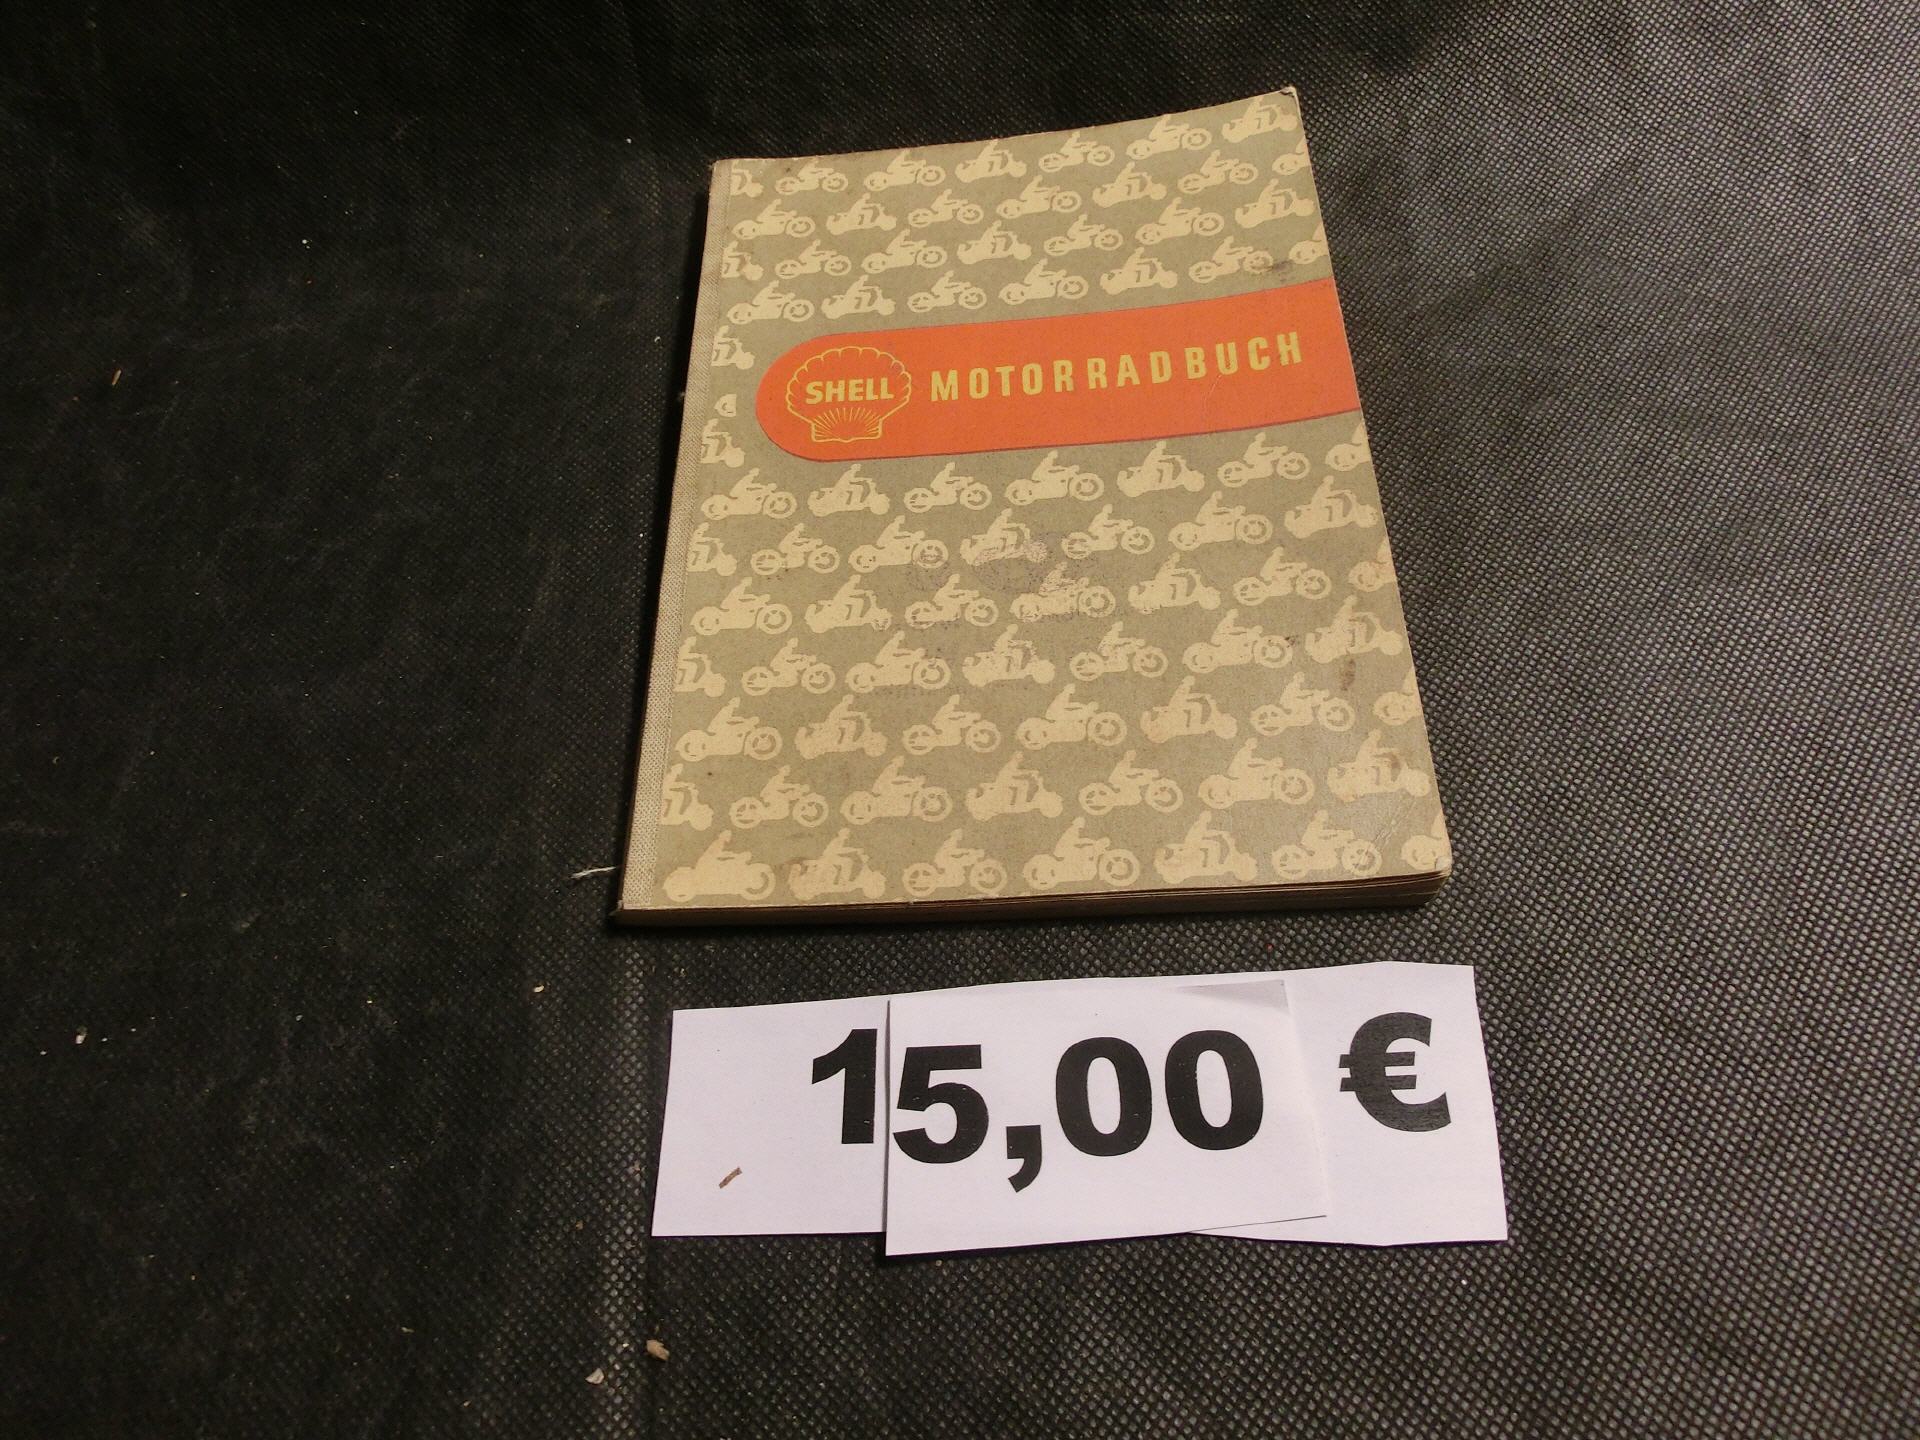 SHELL MOTORRADBUCH
15,00 €